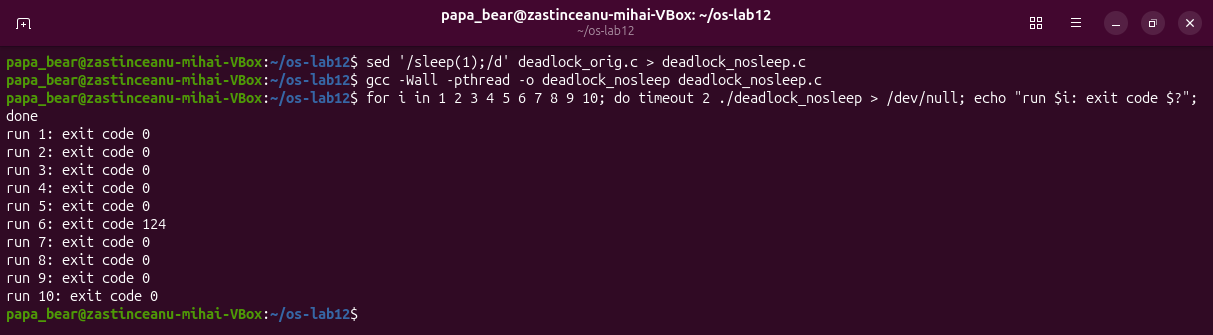 papa_bear@zastinceanu-mihai-VBox: ~/os-lab12
~/os-lab12
papa_bear@zastinceanu-mihai-VBox:~/os-lab12$ sed '/sleep(1);/d' deadlock_orig.c > deadlock_nosleep.c
papa_bear@zastinceanu-mihai-VBox:~/os-lab12$ gcc -Wall -pthread -o deadlock_nosleep deadlock_nosleep.c
papa_bear@zastinceanu-mihai-VBox:~/os-lab12$ for i in 1 2 3 4 5 6 7 8 9 10; do timeout 2 ./deadlock_nosleep > /dev/null; echo "run $i: exit code $?";
done
run 1: exit code 0
run 2: exit code 0
run 3: exit code 0
run 4: exit code 0
run 5: exit code 0
run 6: exit code 124
run 7: exit code 0
run 8: exit code 0
run 9: exit code 0
run 10: exit code 0
papa_bear@zastinceanu-mihai-VBox:~/os-lab12$